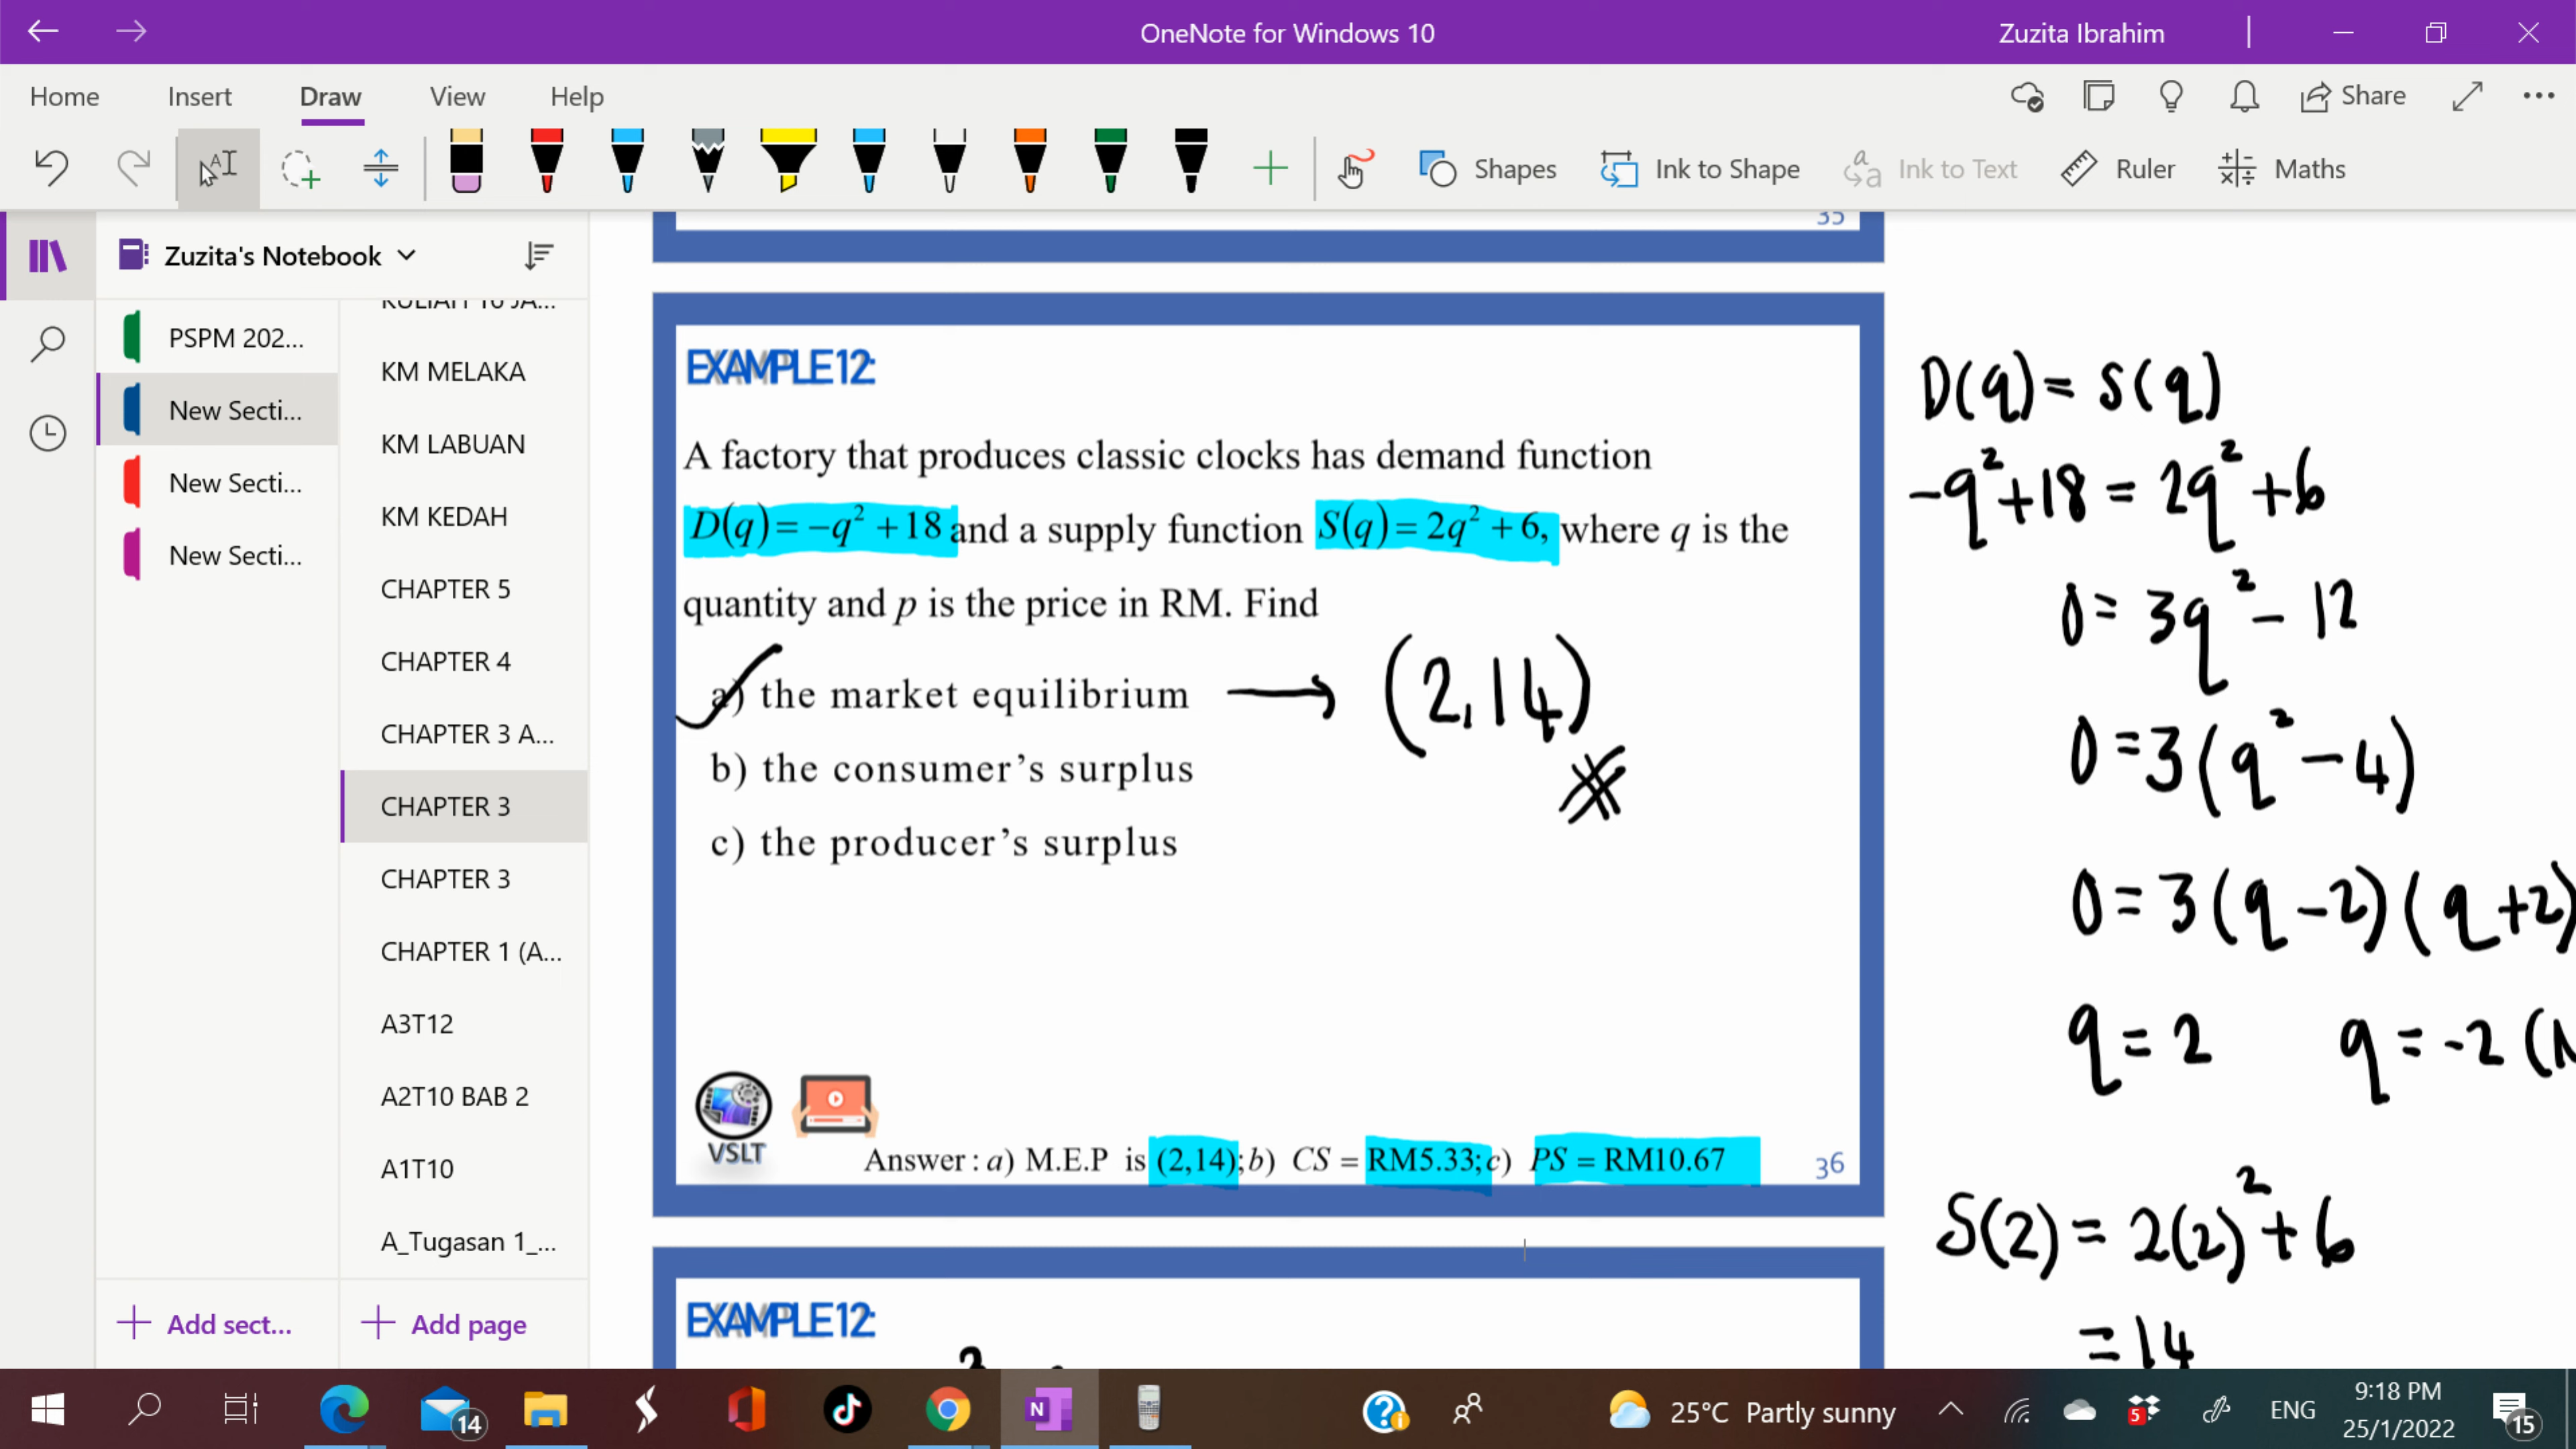 OneNote for Windows 10
Zuzita Ibrahim
Home Insert Draw View Help
Share
Shapes Ink to Shape Ink to Text Ruler Maths
Zuzita's Notebook
PSPM 202...
New Secti...
New Secti...
New Secti...
KM MELAKA
KM LABUAN
KM KEDAH
CHAPTER 5
CHAPTER 4
CHAPTER 3 A...
CHAPTER 3
CHAPTER 3
CHAPTER 1 (A...
A3T12
A2T10 BAB 2
A1T10
A_Tugasan 1_...
Add sect...
Add page
35
EXAMPLE 12:
A factory that produces classic clocks has demand function
D(q) = −q² + 18 and a supply function S(q) = 2q² + 6, where q is the
quantity and p is the price in RM. Find
a) the market equilibrium → (2,14)
b) the consumer's surplus
c) the producer's surplus
VSLT
Answer : a) M.E.P is (2,14); b) CS = RM5.33; c) PS = RM10.67
36
EXAMPLE 12:
D(q) = S(q)
-q² + 18 = 2q² + 6
0 = 3q² - 12
0 = 3(q² - 4)
0 = 3(q-2)(q+2)
q = 2 q = -2 (
S(2) = 2(2)² + 6
= 14
14
5
25°C Partly sunny
ENG
9:18 PM
25/1/2022
15